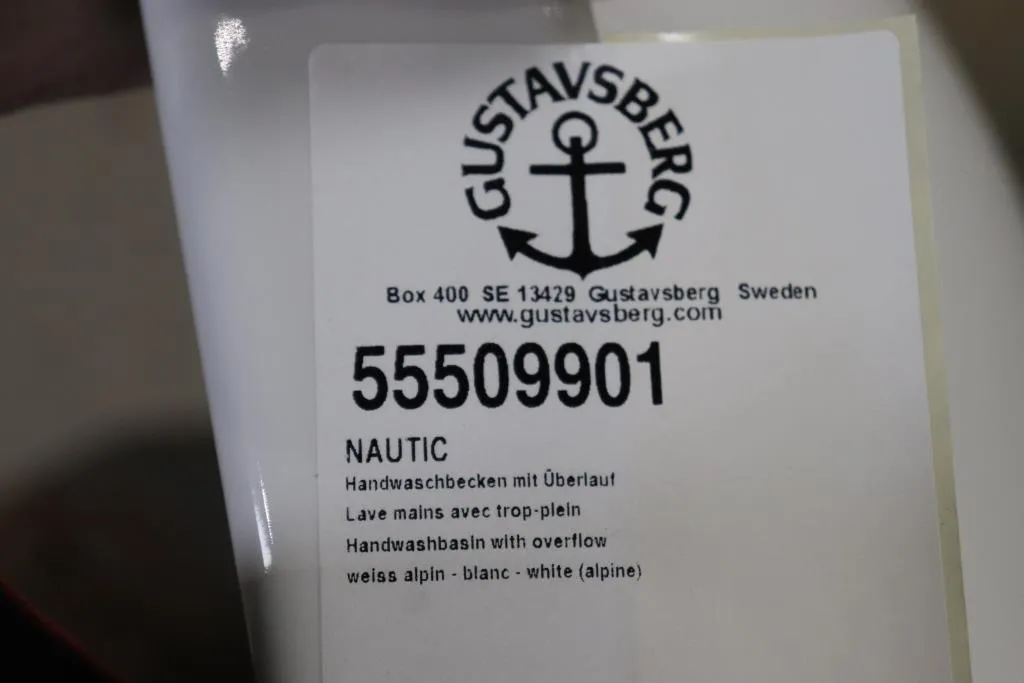 GUSTAVSBERG
Box 400 SE 13429 Gustavsberg Sweden
www.gustavsberg.com
55509901
NAUTIC
Handwaschbecken mit Überlauf
Lave mains avec trop-plein
Handwashbasin with overflow
weiss alpin - blanc - white (alpine)